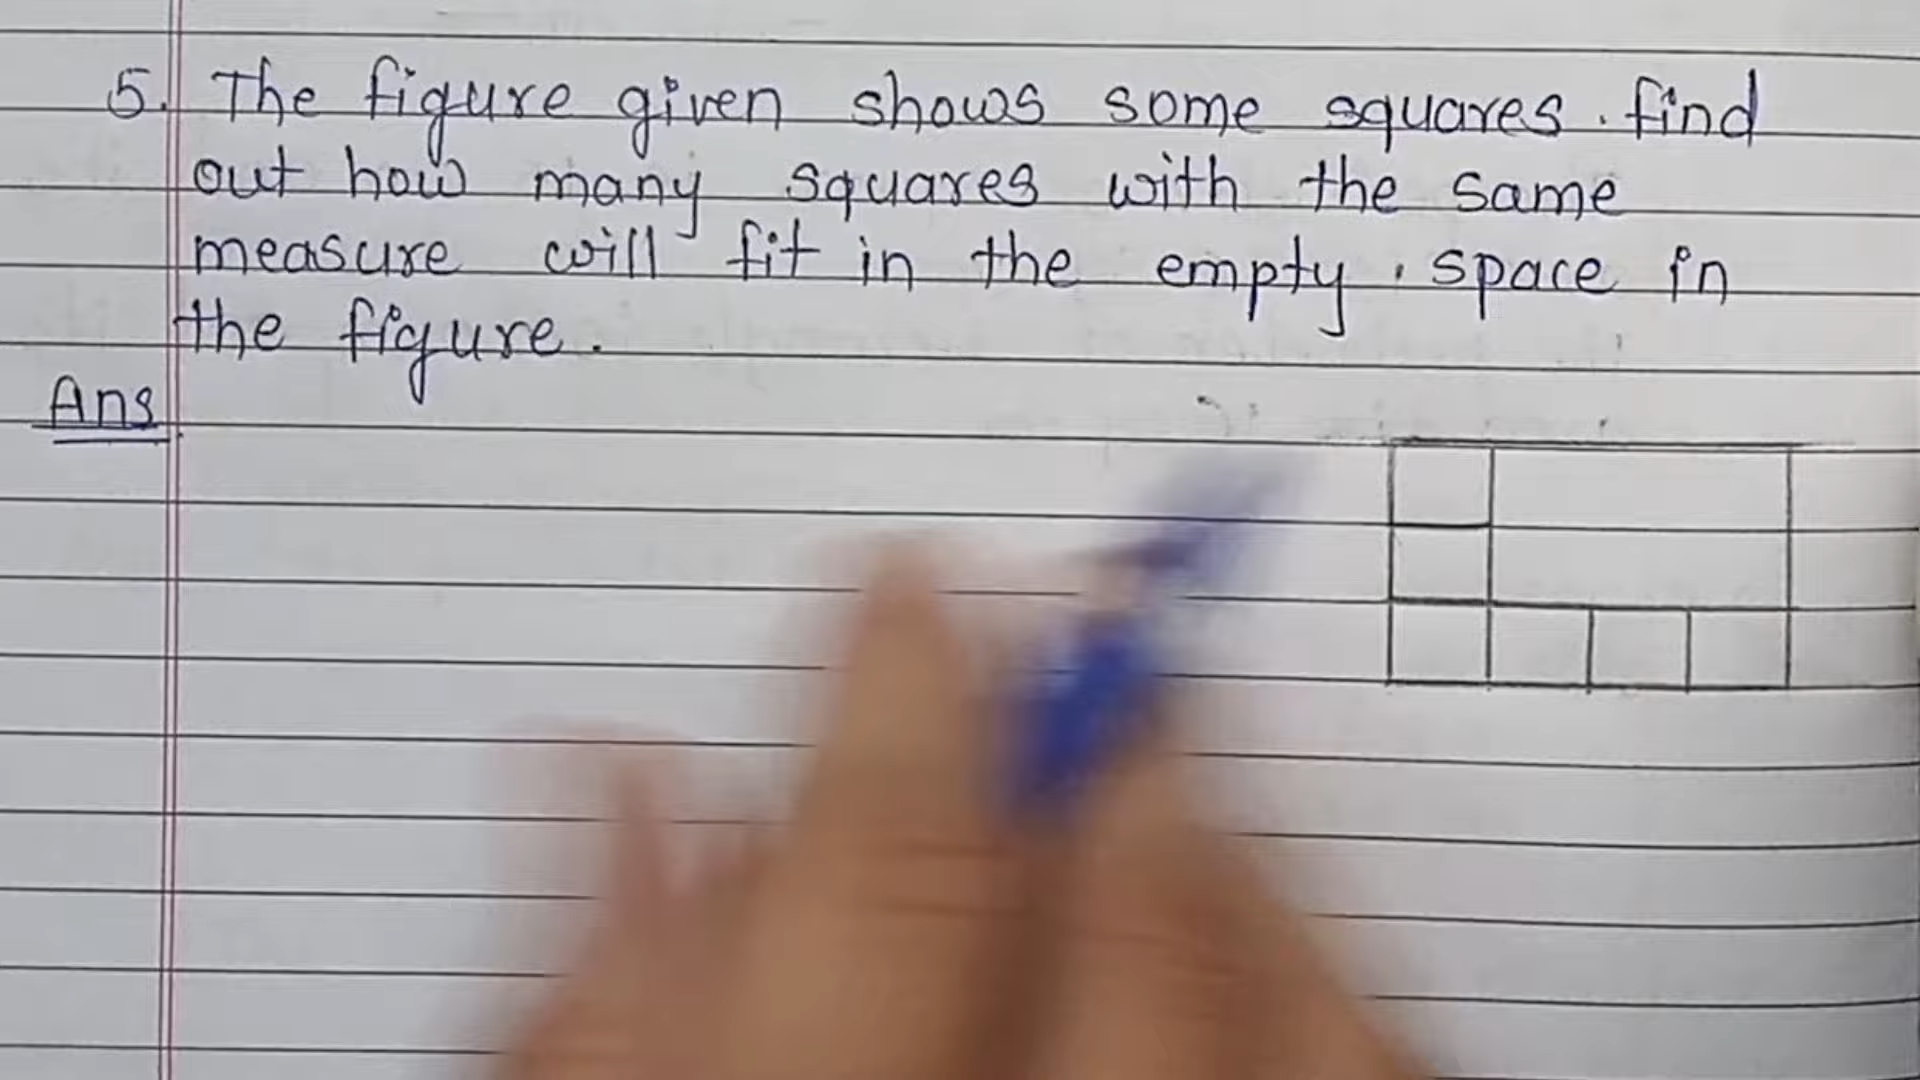 5. The figure given shows some squares. find
out how many squares with the same
measure will fit in the empty. space in
the figure.
Ans